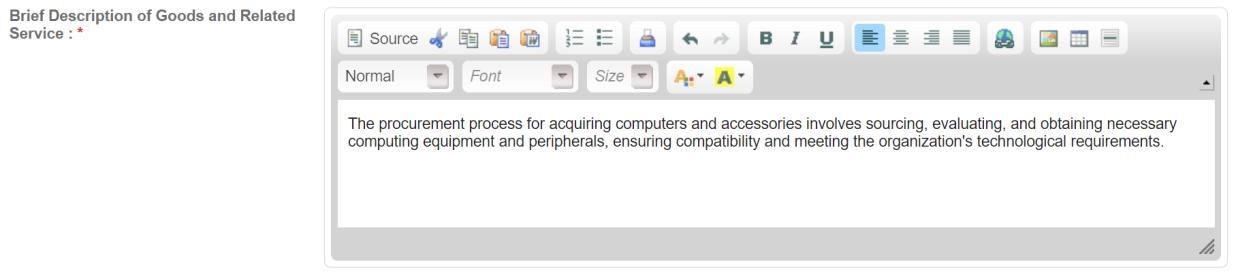 Brief Description of Goods and Related
Service : *
Source
B I U
Normal Font Size A A
The procurement process for acquiring computers and accessories involves sourcing, evaluating, and obtaining necessary
computing equipment and peripherals, ensuring compatibility and meeting the organization's technological requirements.